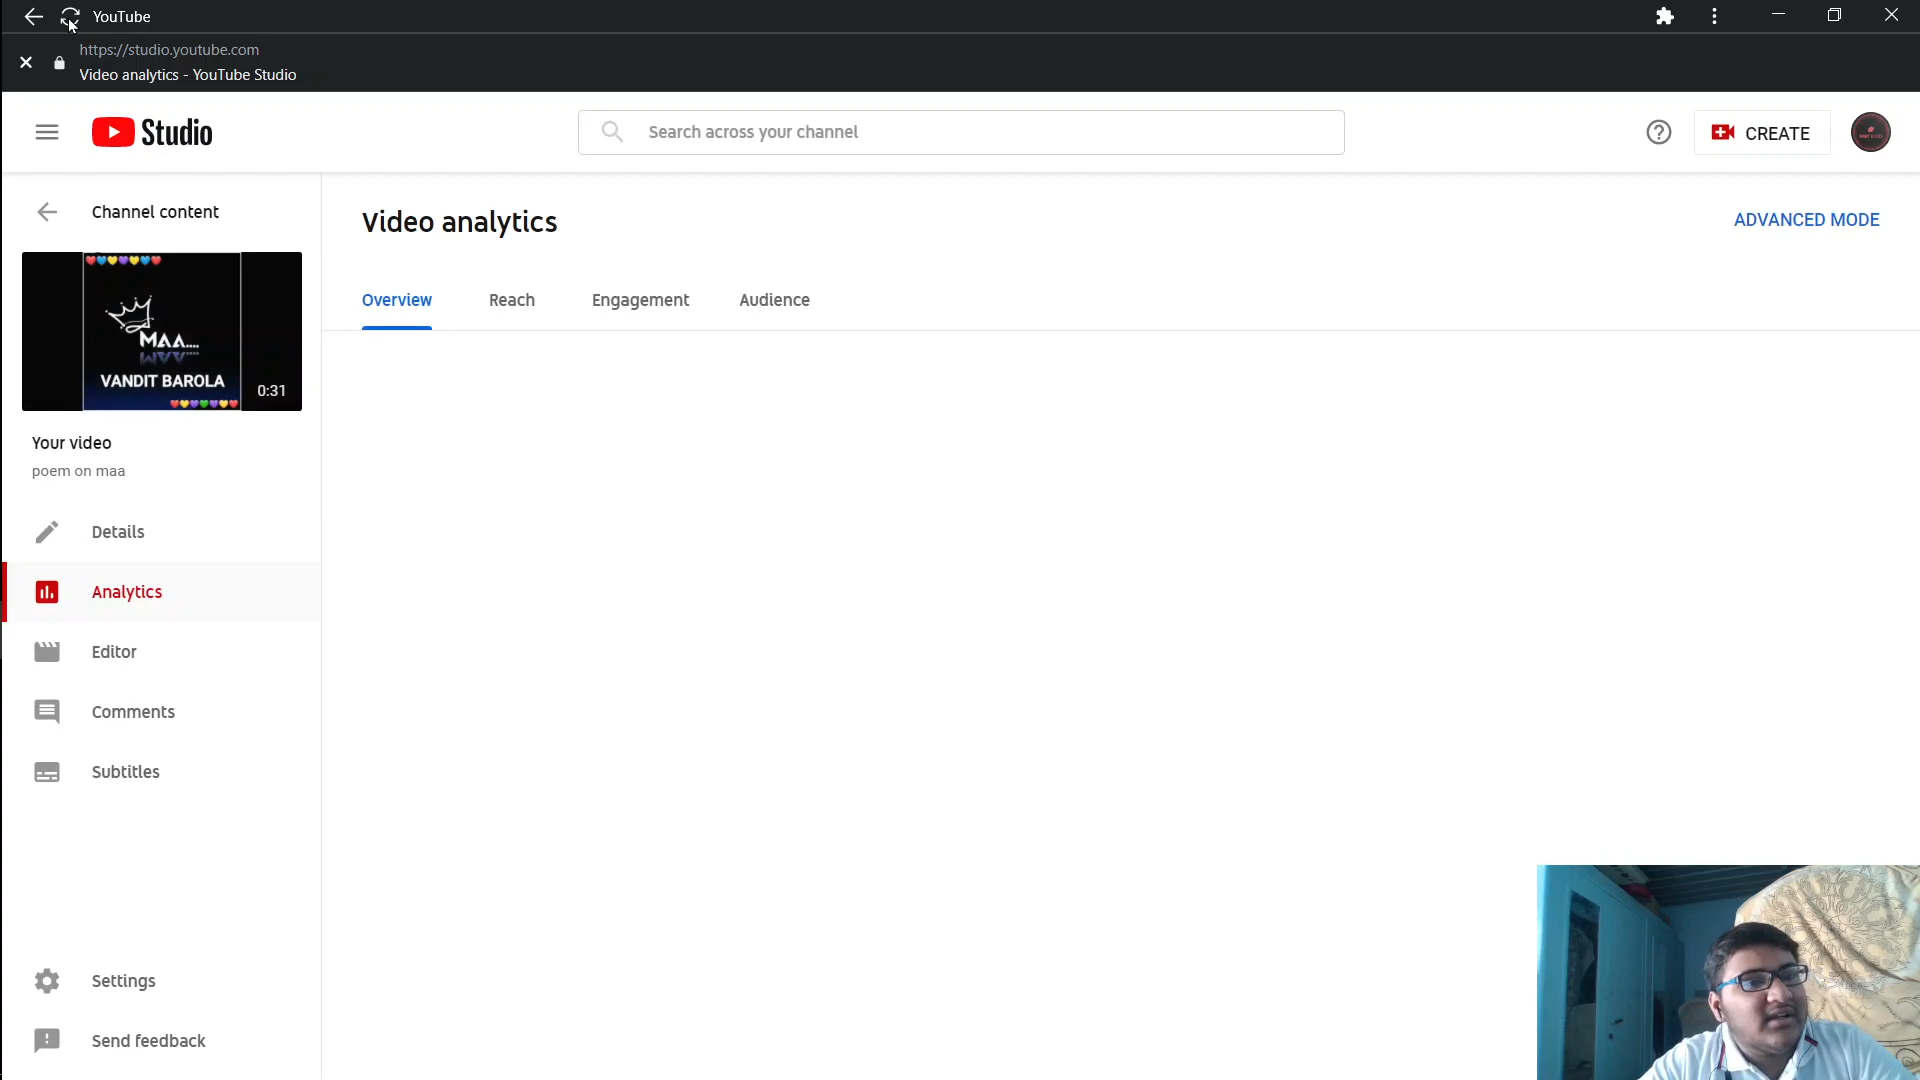 YouTube
https://studio.youtube.com
Video analytics - YouTube Studio
Studio
Search across your channel
CREATE
Channel content
Video analytics
ADVANCED MODE
Overview
Reach
Engagement
Audience
MAA....
VANDIT BAROLA
0:31
Your video
poem on maa
Details
Analytics
Editor
Comments
Subtitles
Settings
Send feedback